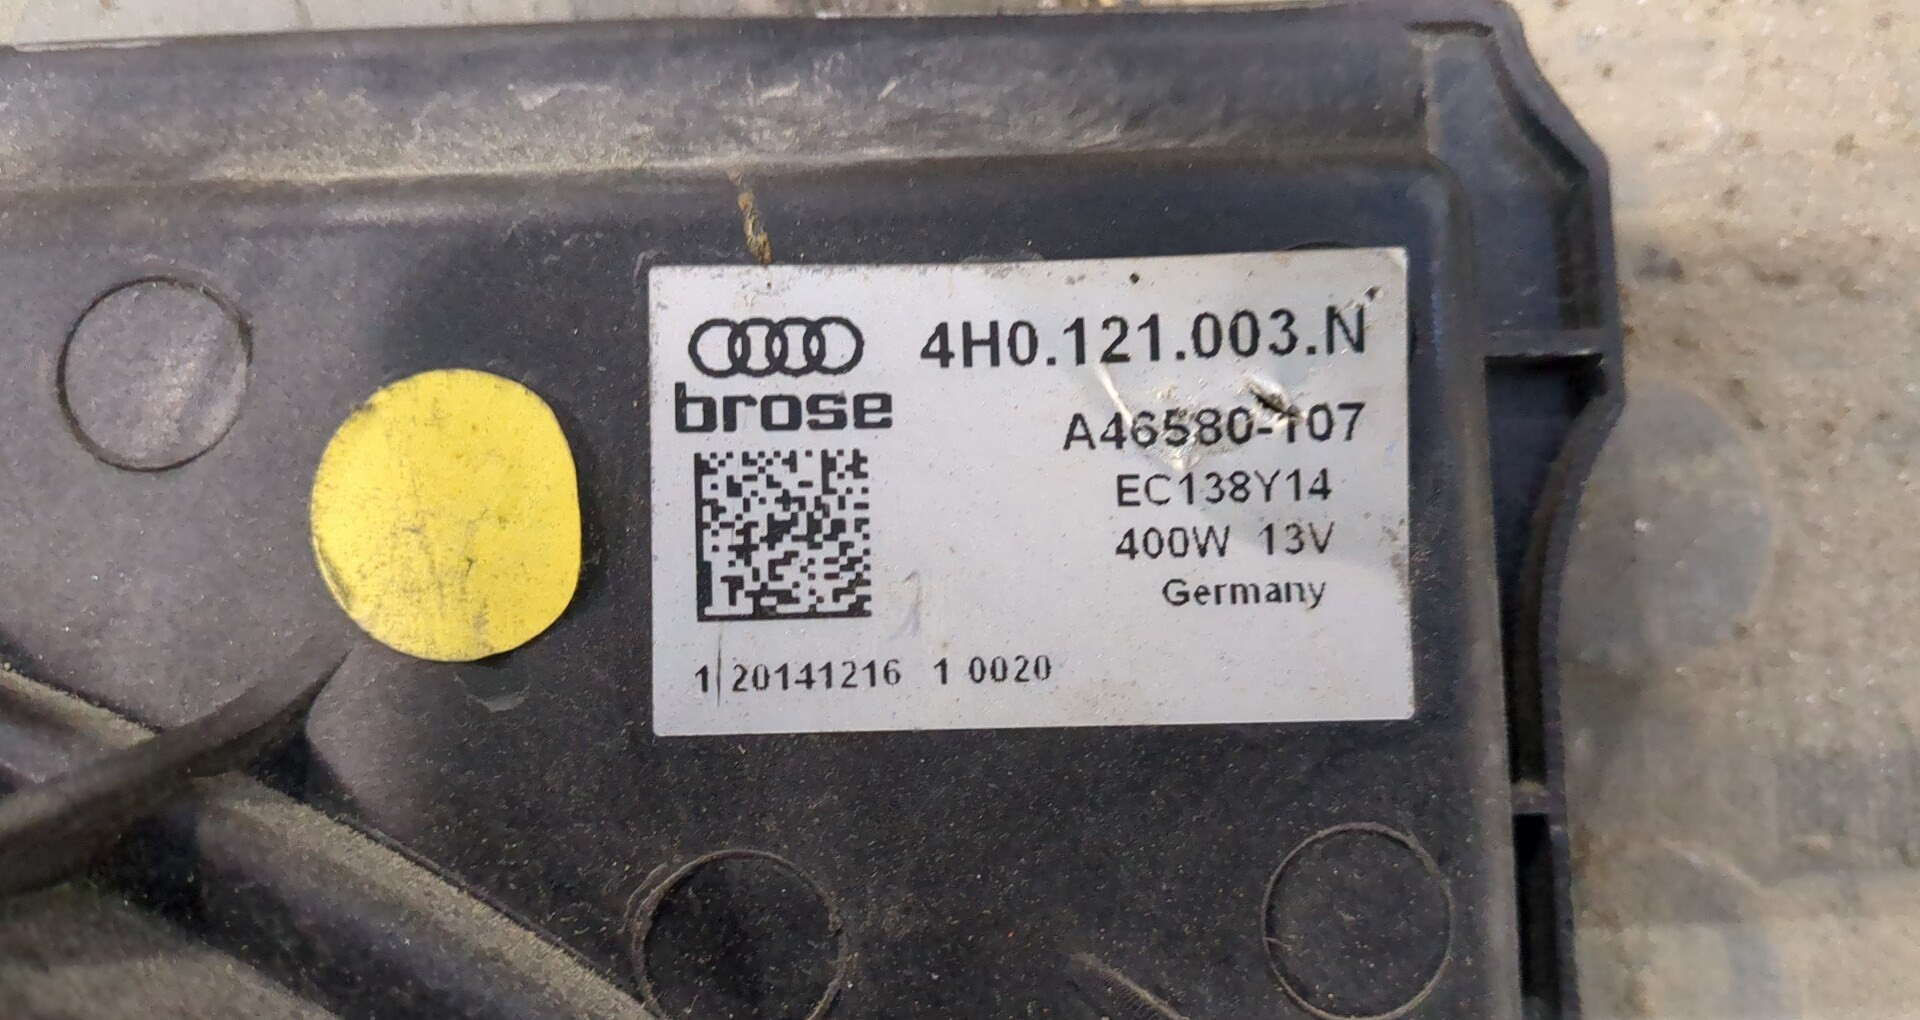 4H0.121.003.N
brose
A46580-107
EC138Y14
400W 13V
Germany
1 20141216 1 0020